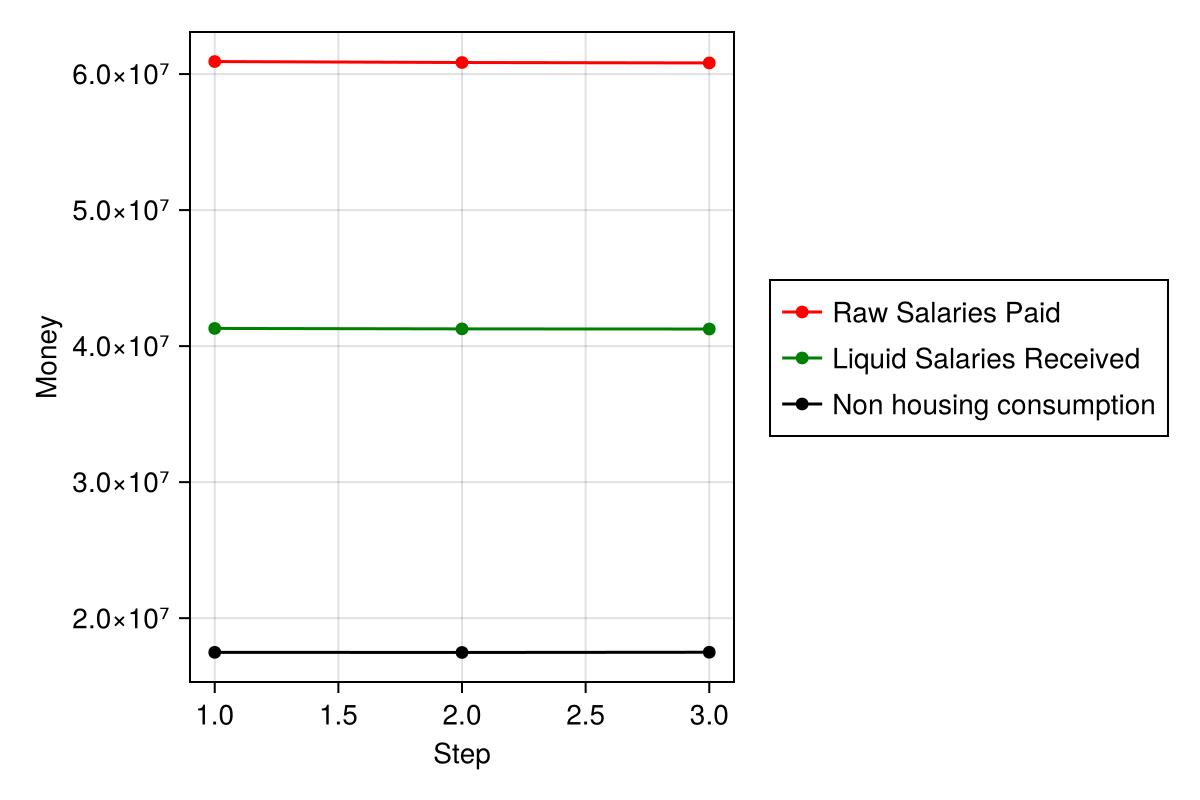 6.0×10⁷
5.0×10⁷
4.0×10⁷
3.0×10⁷
2.0×10⁷
Money
1.0 1.5 2.0 2.5 3.0
Step
Raw Salaries Paid
Liquid Salaries Received
Non housing consumption